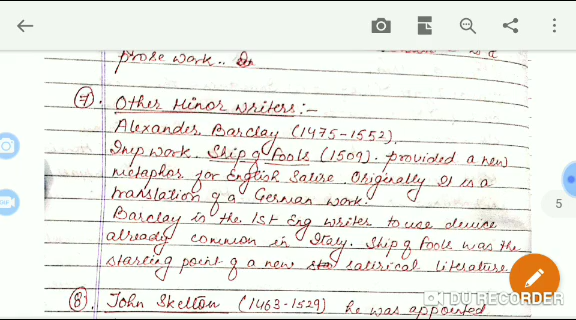 prose work.
7. Other Minor Writers:-
Alexander Barclay (1475-1552).
Imp work. Ship of Fools (1509). provided a new
metaphor for English Satire. Originally It is a
translation of a German work.
Barclay is the 1st Eng writer to use device
already common in Italy. Ship of Fools was the
starting point of a new satirical literature.
5
8. John Skelton (1463-1529) he was appointed
DU RECORDER